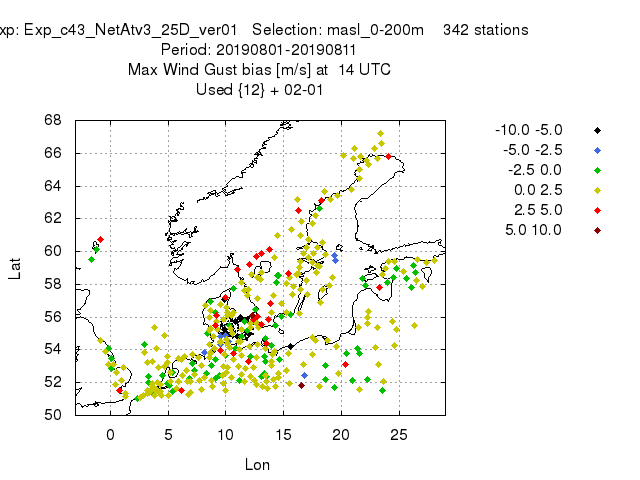 xp: Exp_c43_NetAtv3_25D_ver01   Selection: masl_0-200m    342 stations
Period: 20190801-20190811
Max Wind Gust bias [m/s] at  14 UTC
Used {12} + 02-01
68
66
64
62
60
58
56
54
52
50
Lat
0 5 10 15 20 25
Lon
-10.0 -5.0
-5.0 -2.5
-2.5 0.0
0.0 2.5
2.5 5.0
5.0 10.0